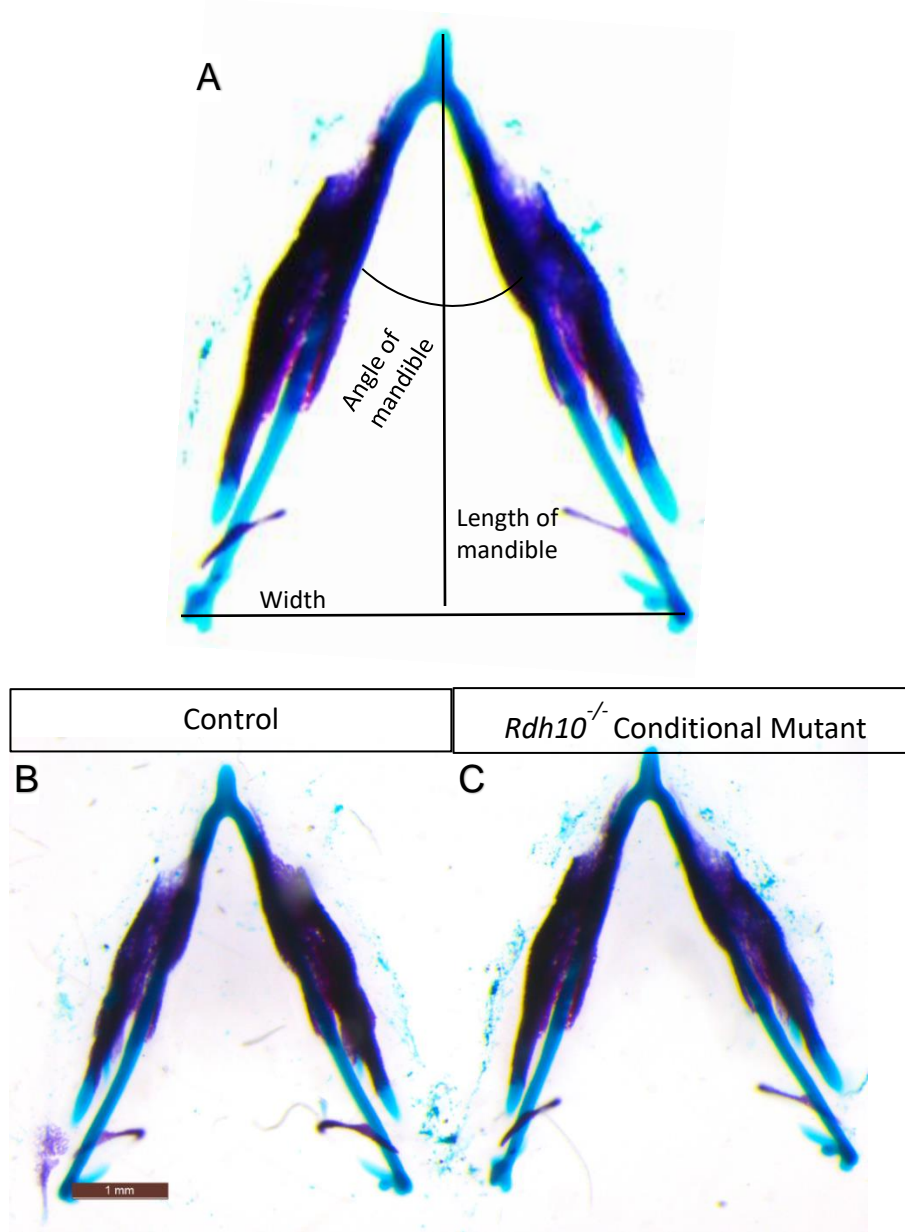 A
Angle of
mandible
Length of
mandible
Width
Control
Rdh10-/- Conditional Mutant
B
C
1 mm